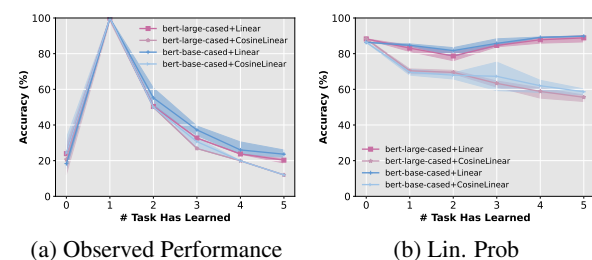 100
80
60
40
20
0
Accuracy (%)
bert-large-cased+Linear
bert-large-cased+CosineLinear
bert-base-cased+Linear
bert-base-cased+CosineLinear
0 1 2 3 4 5
# Task Has Learned
(a) Observed Performance
100
80
60
40
20
0
Accuracy (%)
bert-large-cased+Linear
bert-large-cased+CosineLinear
bert-base-cased+Linear
bert-base-cased+CosineLinear
0 1 2 3 4 5
# Task Has Learned
(b) Lin. Prob